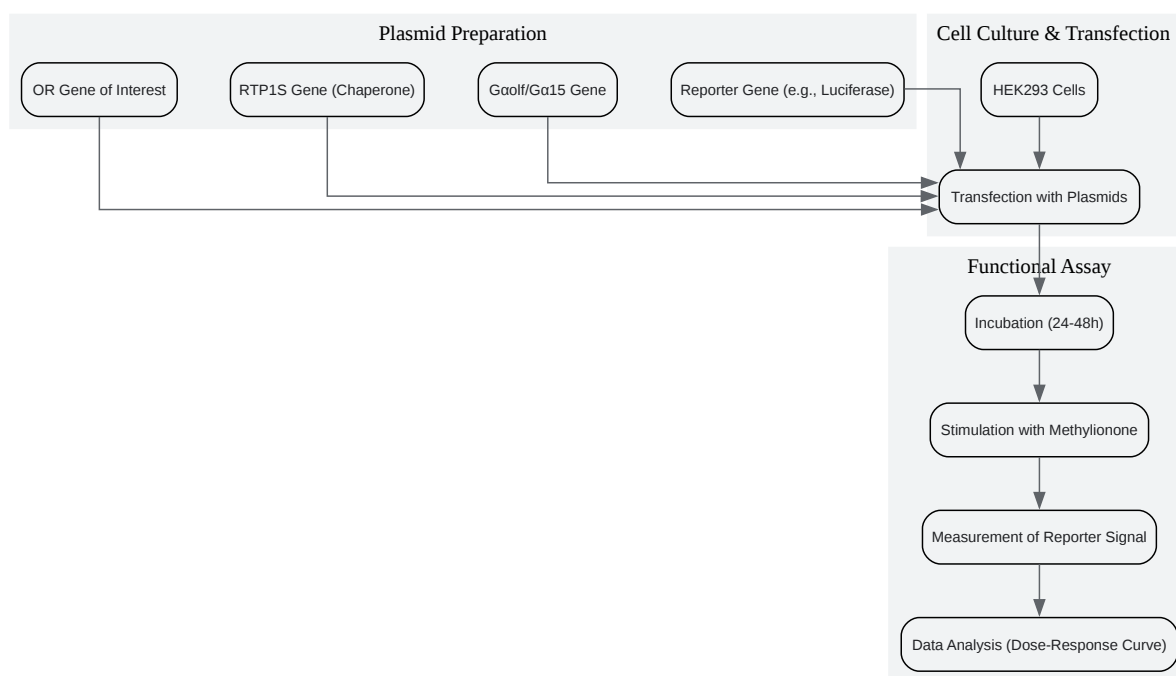 Plasmid Preparation
Cell Culture & Transfection
OR Gene of Interest
RTP1S Gene (Chaperone)
Gαolf/Gα15 Gene
Reporter Gene (e.g., Luciferase)
HEK293 Cells
Transfection with Plasmids
Functional Assay
Incubation (24-48h)
Stimulation with Methylionone
Measurement of Reporter Signal
Data Analysis (Dose-Response Curve)